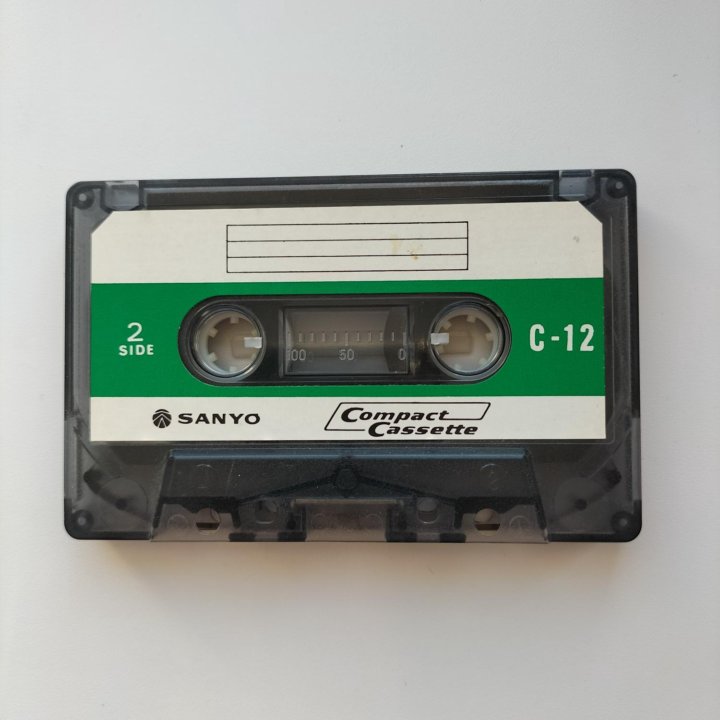 2
SIDE
100 50 0
C-12
SANYO
Compact
Cassette